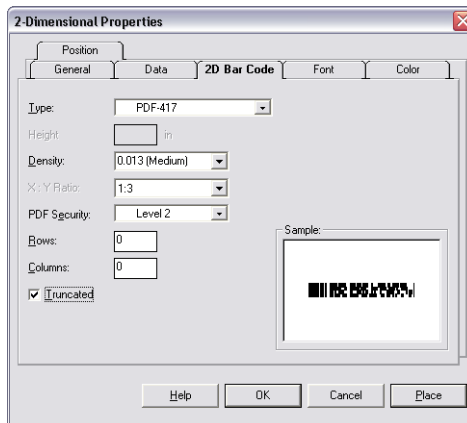 2-Dimensional Properties
Position
General Data 2D Bar Code Font Color
Type: PDF-417
Height in
Density: 0.013 (Medium)
X : Y Ratio: 1:3
PDF Security: Level 2
Rows: 0
Columns: 0
Truncated
Sample:
Help OK Cancel Place